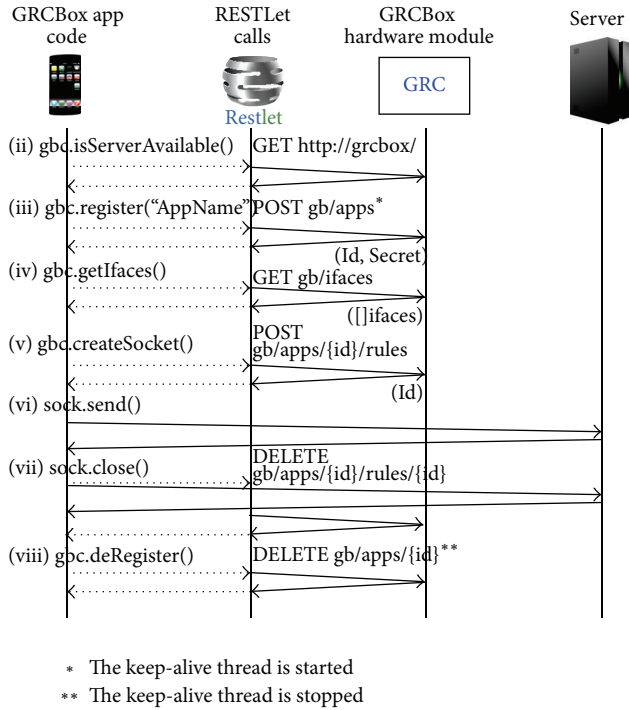 GRCBox app
code
RESTLet
calls
GRCBox
hardware module
Server
GRC
Restlet
(ii) gbc.isServerAvailable()
GET http://grcbox/
(iii) gbc.register("AppName")
POST gb/apps*
(Id, Secret)
(iv) gbc.getIfaces()
GET gb/ifaces
([]ifaces)
(v) gbc.createSocket()
POST
gb/apps/{id}/rules
(Id)
(vi) sock.send()
(vii) sock.close()
DELETE
gb/apps/{id}/rules/{id}
(viii) gbc.deRegister()
DELETE gb/apps/{id}**
* The keep-alive thread is started
** The keep-alive thread is stopped